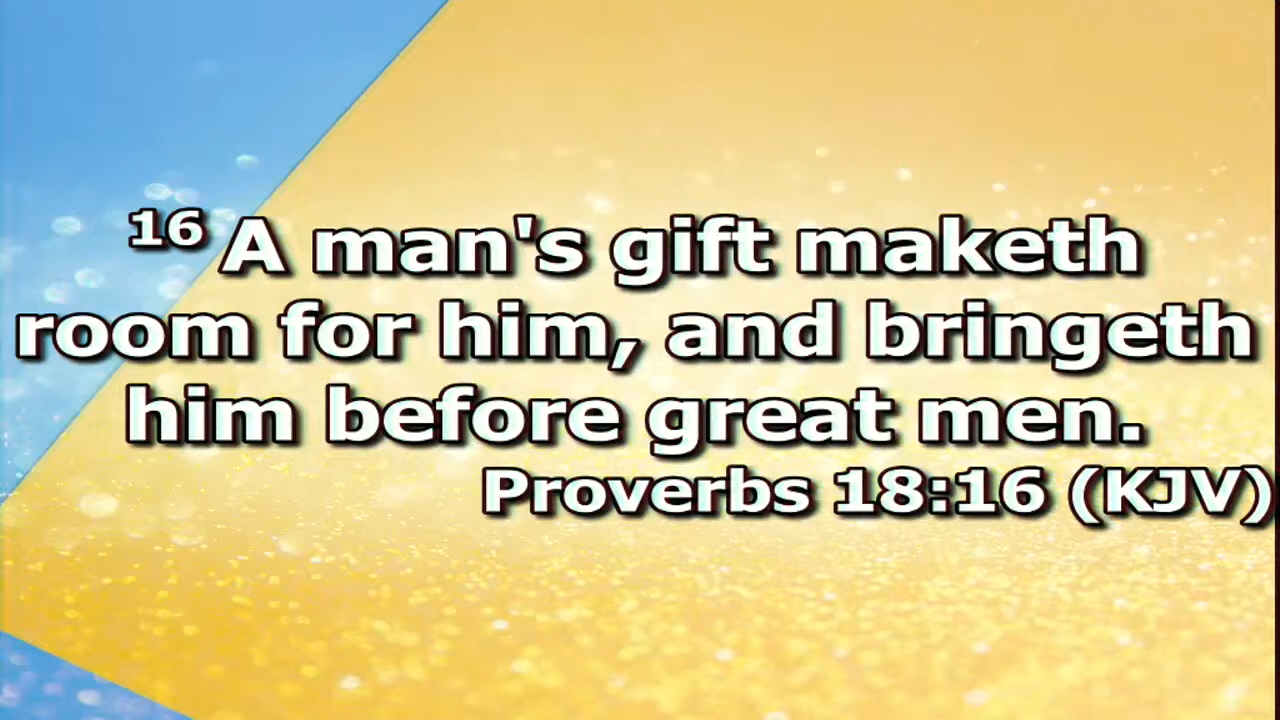 16 A man's gift maketh
room for him, and bringeth
him before great men.
Proverbs 18:16 (KJV)